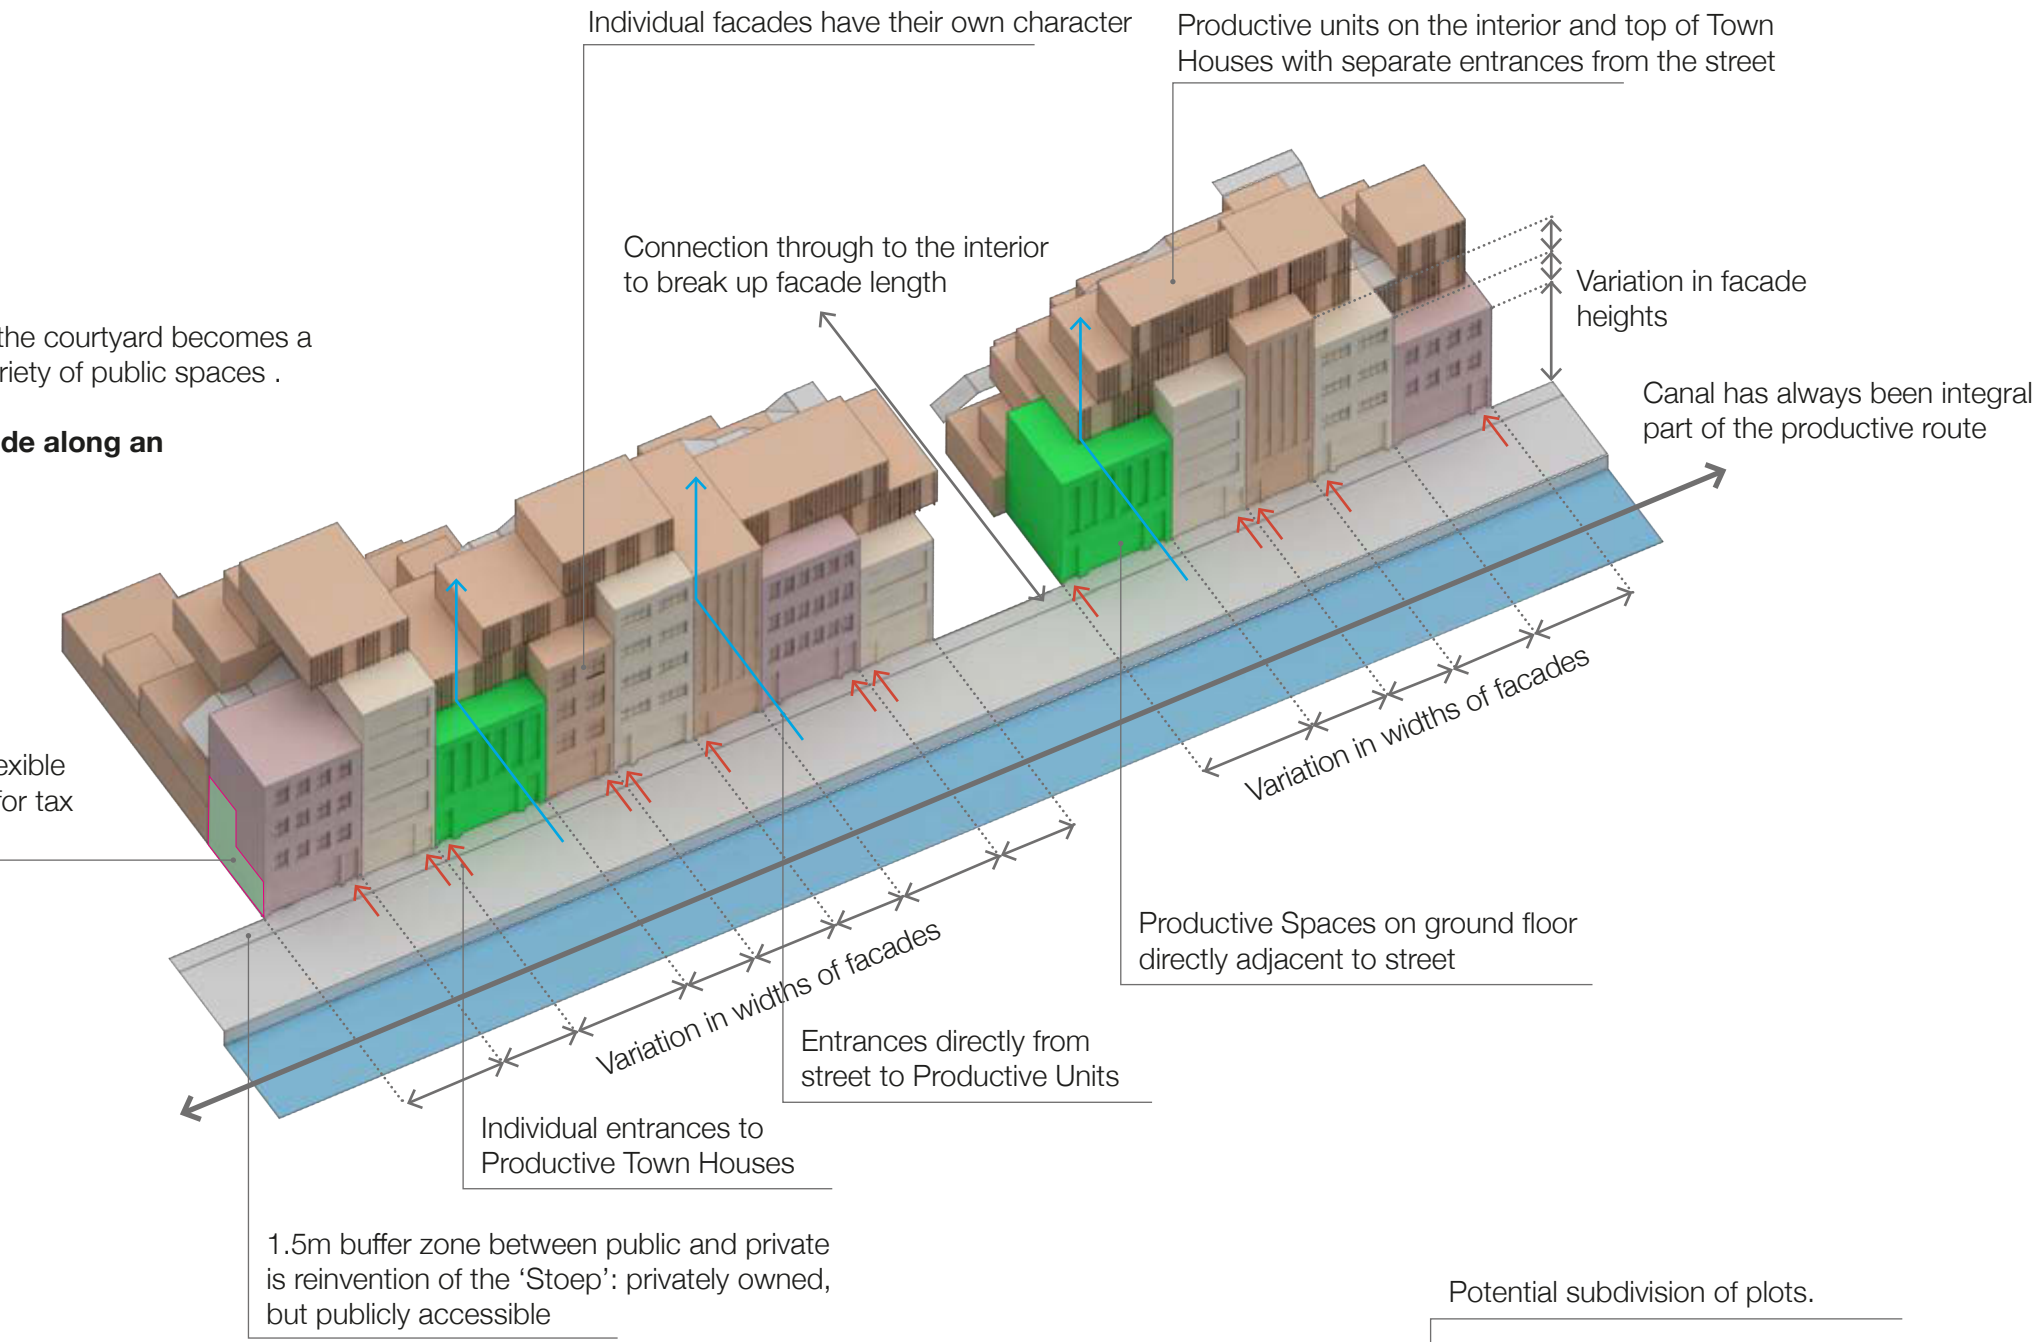 Individual facades have their own character
Productive units on the interior and top of Town
Houses with separate entrances from the street
Connection through to the interior
to break up facade length
Variation in facade
heights
the courtyard becomes a
riety of public spaces .
Canal has always been integral
part of the productive route
de along an
Variation in widths of facades
exible
for tax
Productive Spaces on ground floor
directly adjacent to street
Variation in widths of facades
Entrances directly from
street to Productive Units
Individual entrances to
Productive Town Houses
1.5m buffer zone between public and private
is reinvention of the ‘Stoep’: privately owned,
but publicly accessible
Potential subdivision of plots.